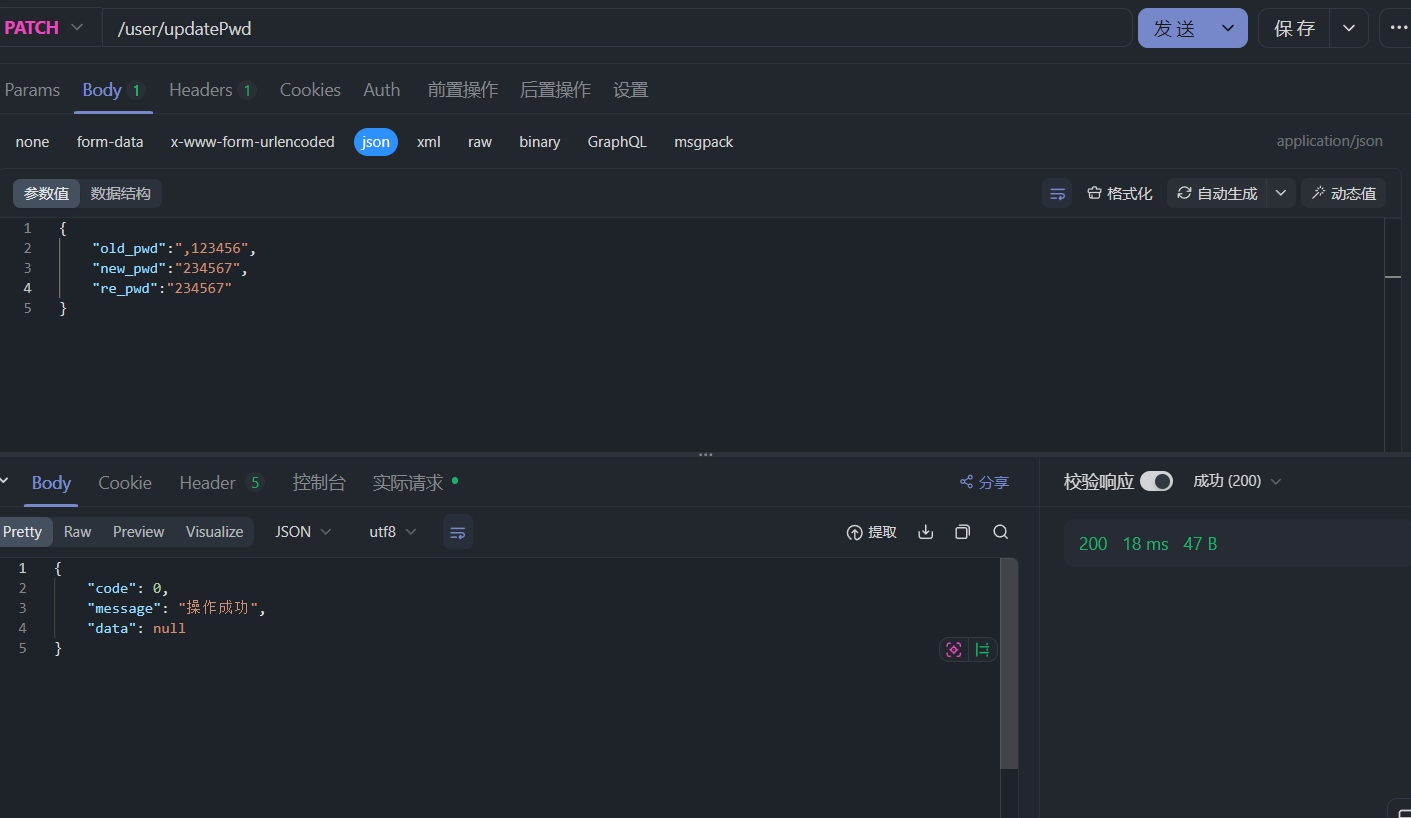 PATCH /user/updatePwd 发送 保存 ···
Params Body 1 Headers 1 Cookies Auth 前置操作 后置操作 设置
none form-data x-www-form-urlencoded json xml raw binary GraphQL msgpack application/json
参数值 数据结构 格式化 自动生成 动态值
1 {
2 "old_pwd":",123456",
3 "new_pwd":"234567",
4 "re_pwd":"234567"
5 }
Body Cookie Header 5 控制台 实际请求 分享 校验响应 成功 (200)
Pretty Raw Preview Visualize JSON utf8 提取
200 18 ms 47 B
1 {
2 "code": 0,
3 "message": "操作成功",
4 "data": null
5 }